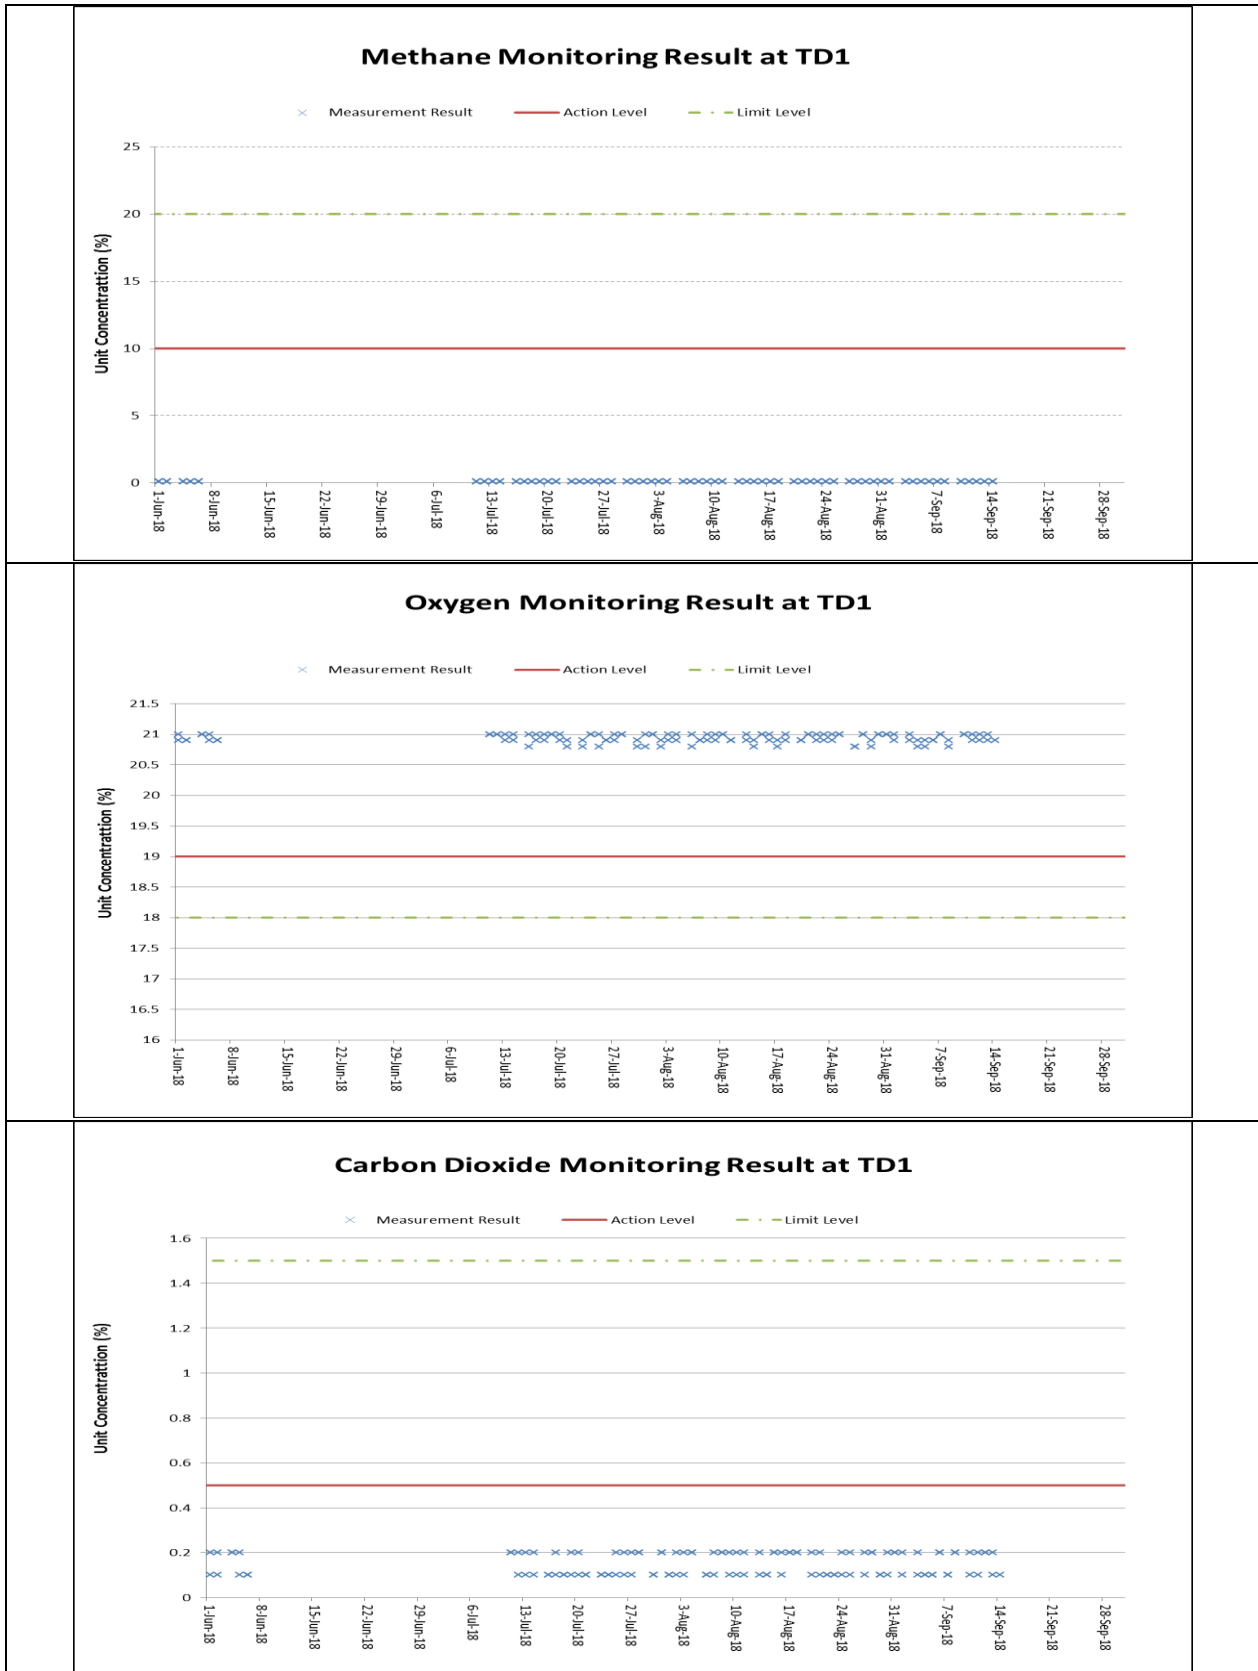 Methane Monitoring Result at TD1
Measurement Result Action Level Limit Level
Unit Concentrattion (%)
25
20
15
10
5
0
1-Jun-18 8-Jun-18 15-Jun-18 22-Jun-18 29-Jun-18 6-Jul-18 13-Jul-18 20-Jul-18 27-Jul-18 3-Aug-18 10-Aug-18 17-Aug-18 24-Aug-18 31-Aug-18 7-Sep-18 14-Sep-18 21-Sep-18 28-Sep-18
Oxygen Monitoring Result at TD1
Measurement Result Action Level Limit Level
Unit Concentrattion (%)
21.5
21
20.5
20
19.5
19
18.5
18
17.5
17
16.5
16
1-Jun-18 8-Jun-18 15-Jun-18 22-Jun-18 29-Jun-18 6-Jul-18 13-Jul-18 20-Jul-18 27-Jul-18 3-Aug-18 10-Aug-18 17-Aug-18 24-Aug-18 31-Aug-18 7-Sep-18 14-Sep-18 21-Sep-18 28-Sep-18
Carbon Dioxide Monitoring Result at TD1
Measurement Result Action Level Limit Level
Unit Concentrattion (%)
1.6
1.4
1.2
1
0.8
0.6
0.4
0.2
0
1-Jun-18 8-Jun-18 15-Jun-18 22-Jun-18 29-Jun-18 6-Jul-18 13-Jul-18 20-Jul-18 27-Jul-18 3-Aug-18 10-Aug-18 17-Aug-18 24-Aug-18 31-Aug-18 7-Sep-18 14-Sep-18 21-Sep-18 28-Sep-18